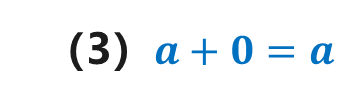 (3) a + 0 = a